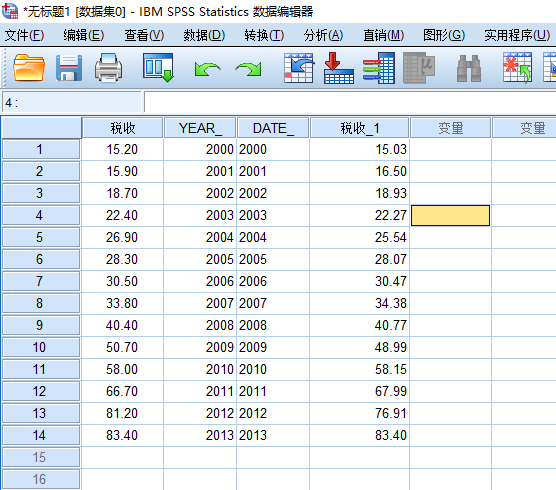 *无标题1 [数据集0] - IBM SPSS Statistics 数据编辑器
文件(F) 编辑(E) 查看(V) 数据(D) 转换(T) 分析(A) 直销(M) 图形(G) 实用程序(U)
4 :
税收 YEAR_ DATE_ 税收_1 变量 变量
1 15.20 2000 2000 15.03
2 15.90 2001 2001 16.50
3 18.70 2002 2002 18.93
4 22.40 2003 2003 22.27
5 26.90 2004 2004 25.54
6 28.30 2005 2005 28.07
7 30.50 2006 2006 30.47
8 33.80 2007 2007 34.38
9 40.40 2008 2008 40.77
10 50.70 2009 2009 48.99
11 58.00 2010 2010 58.15
12 66.70 2011 2011 67.99
13 81.20 2012 2012 76.91
14 83.40 2013 2013 83.40
15
16